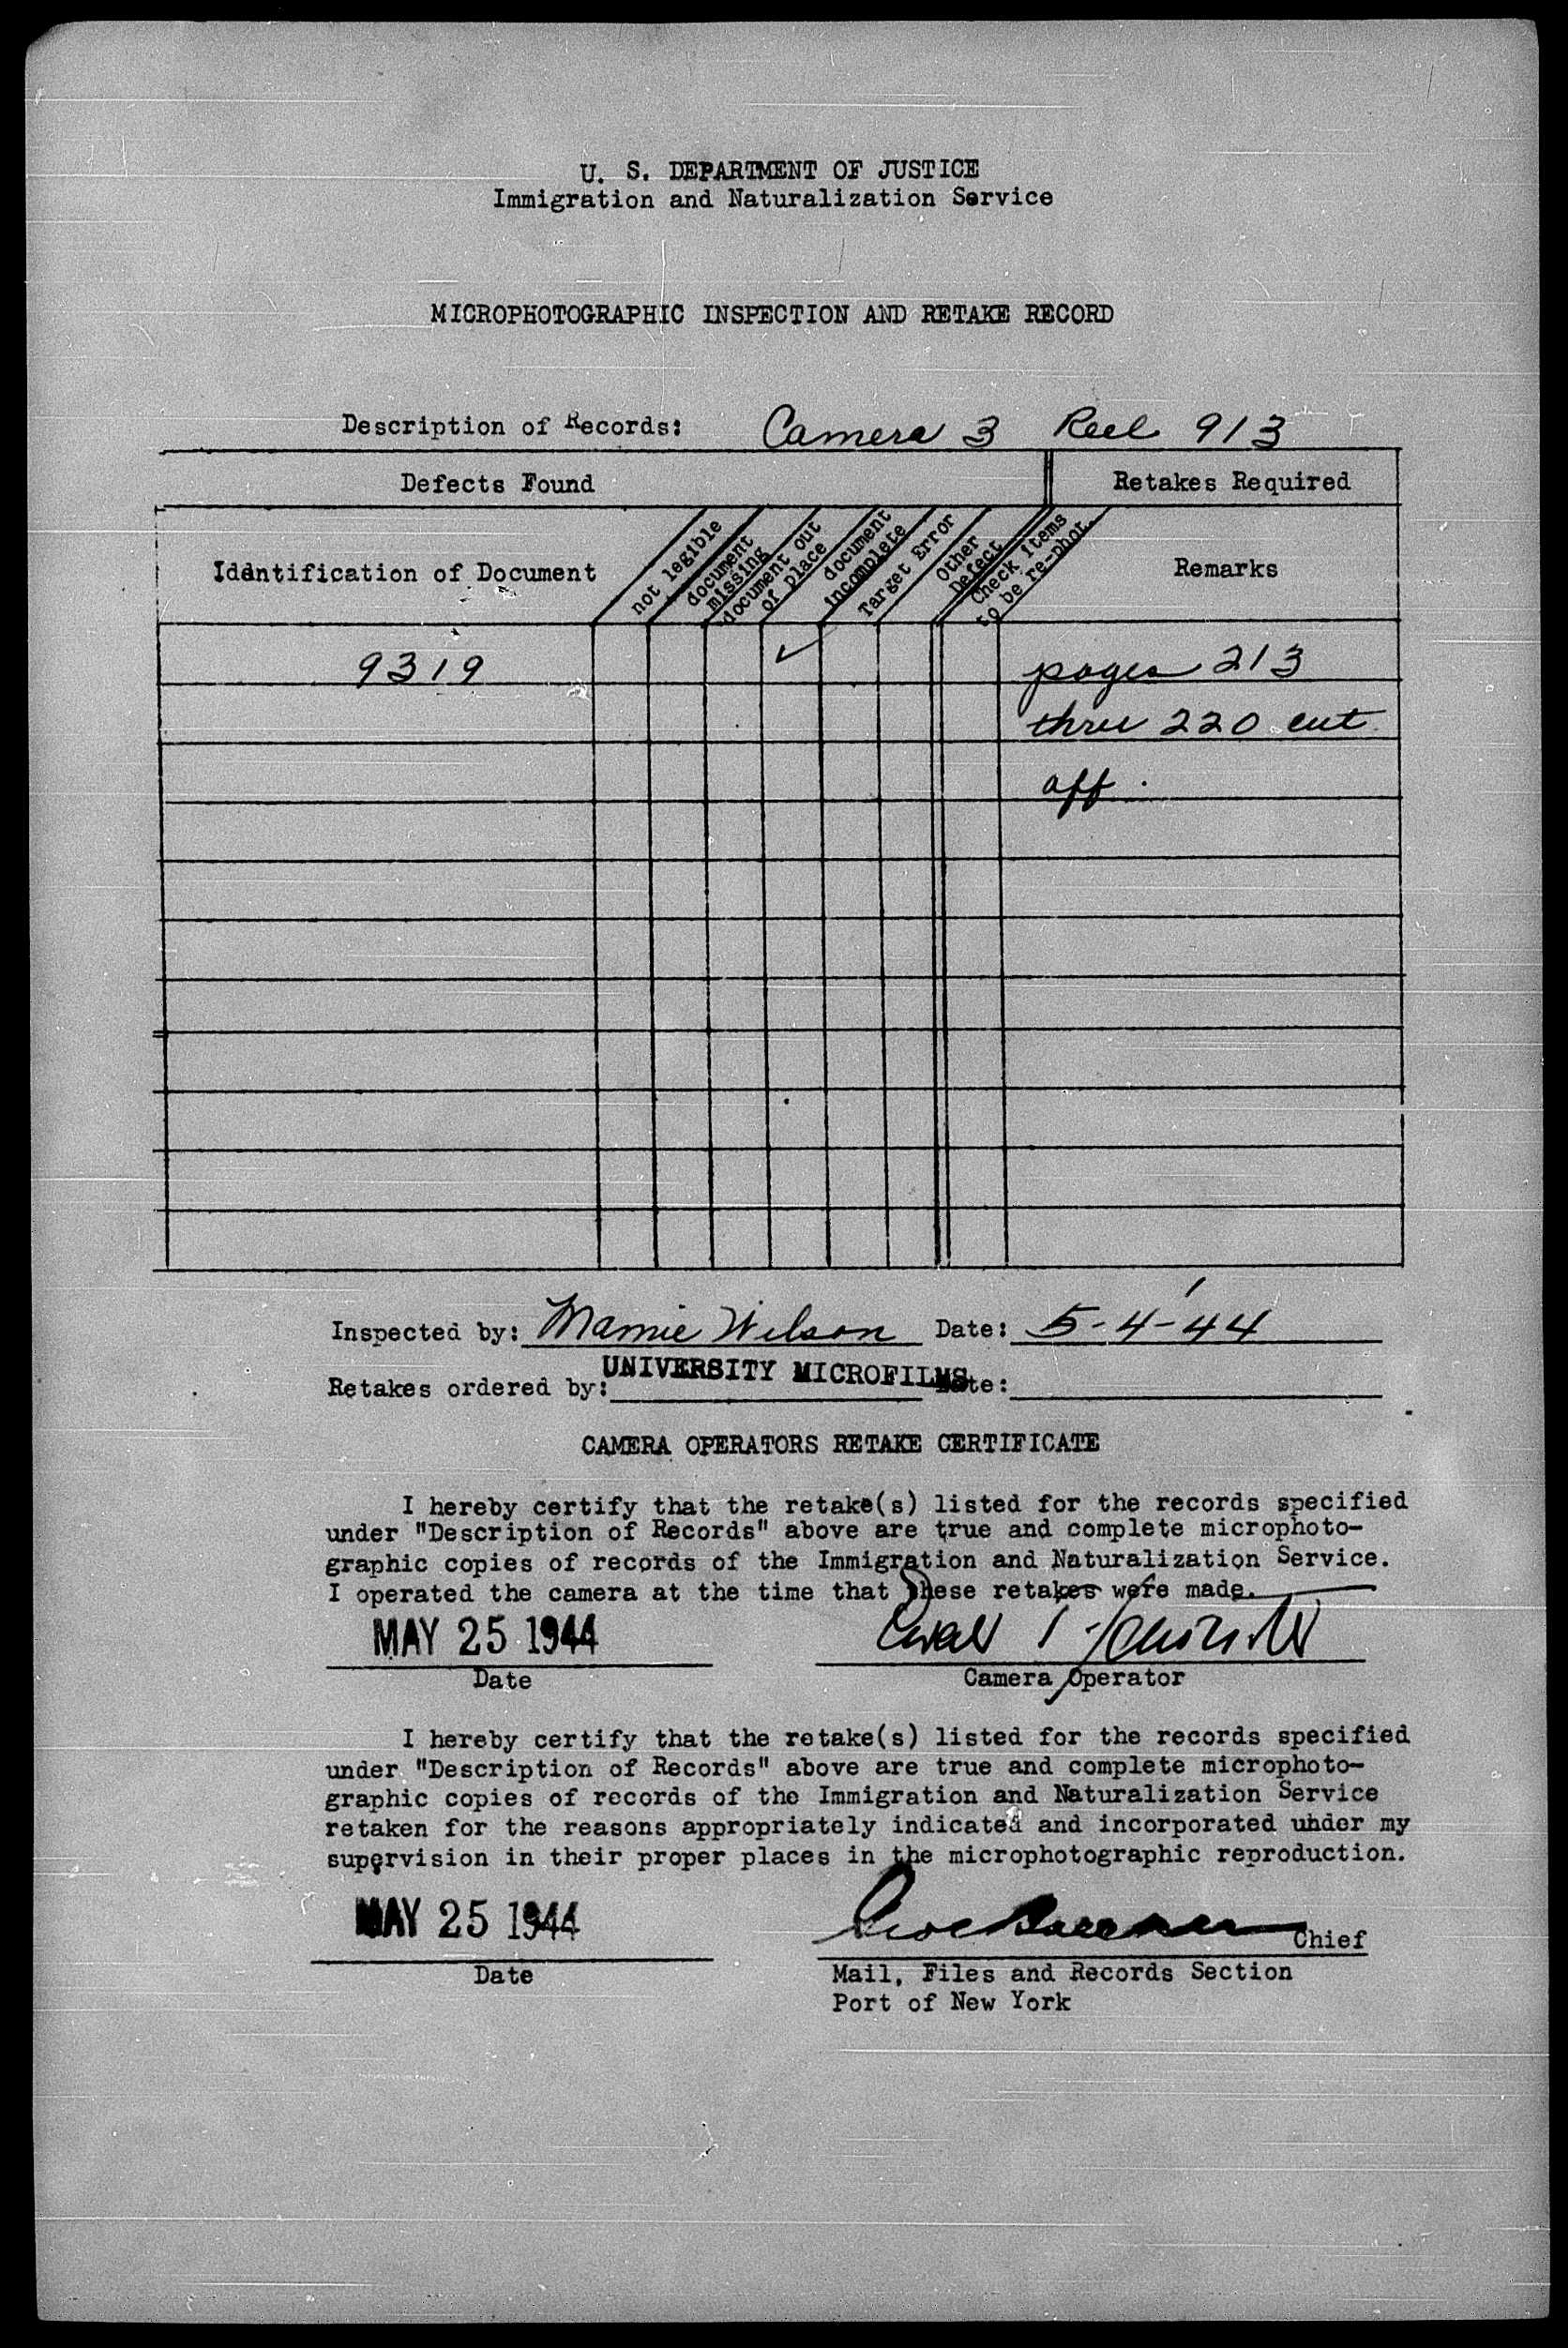 U. S. DEPARTMENT OF JUSTICE
Immigration and Naturalization Service
MICROPHOTOGRAPHIC INSPECTION AND RETAKE RECORD
Description of Records: Camera 3 Reel 913
Defects Found
Retakes Required
Identification of Document
not legible
document missing
document out of place
document incomplete
Target Error
Other Defect
Check items to be re-phot.
Remarks
9319 ✓ pages 213
thru 220 cut
off.
Inspected by: Mamie Wilson Date: 5-4-44
UNIVERSITY MICROFILMS
Retakes ordered by: Date:
CAMERA OPERATORS RETAKE CERTIFICATE
I hereby certify that the retake(s) listed for the records specified
under "Description of Records" above are true and complete microphoto-
graphic copies of records of the Immigration and Naturalization Service.
I operated the camera at the time that these retakes were made.
MAY 25 1944
Date
Camera Operator
I hereby certify that the retake(s) listed for the records specified
under "Description of Records" above are true and complete microphoto-
graphic copies of records of the Immigration and Naturalization Service
retaken for the reasons appropriately indicated and incorporated under my
supervision in their proper places in the microphotographic reproduction.
MAY 25 1944
Chief
Date
Mail, Files and Records Section
Port of New York